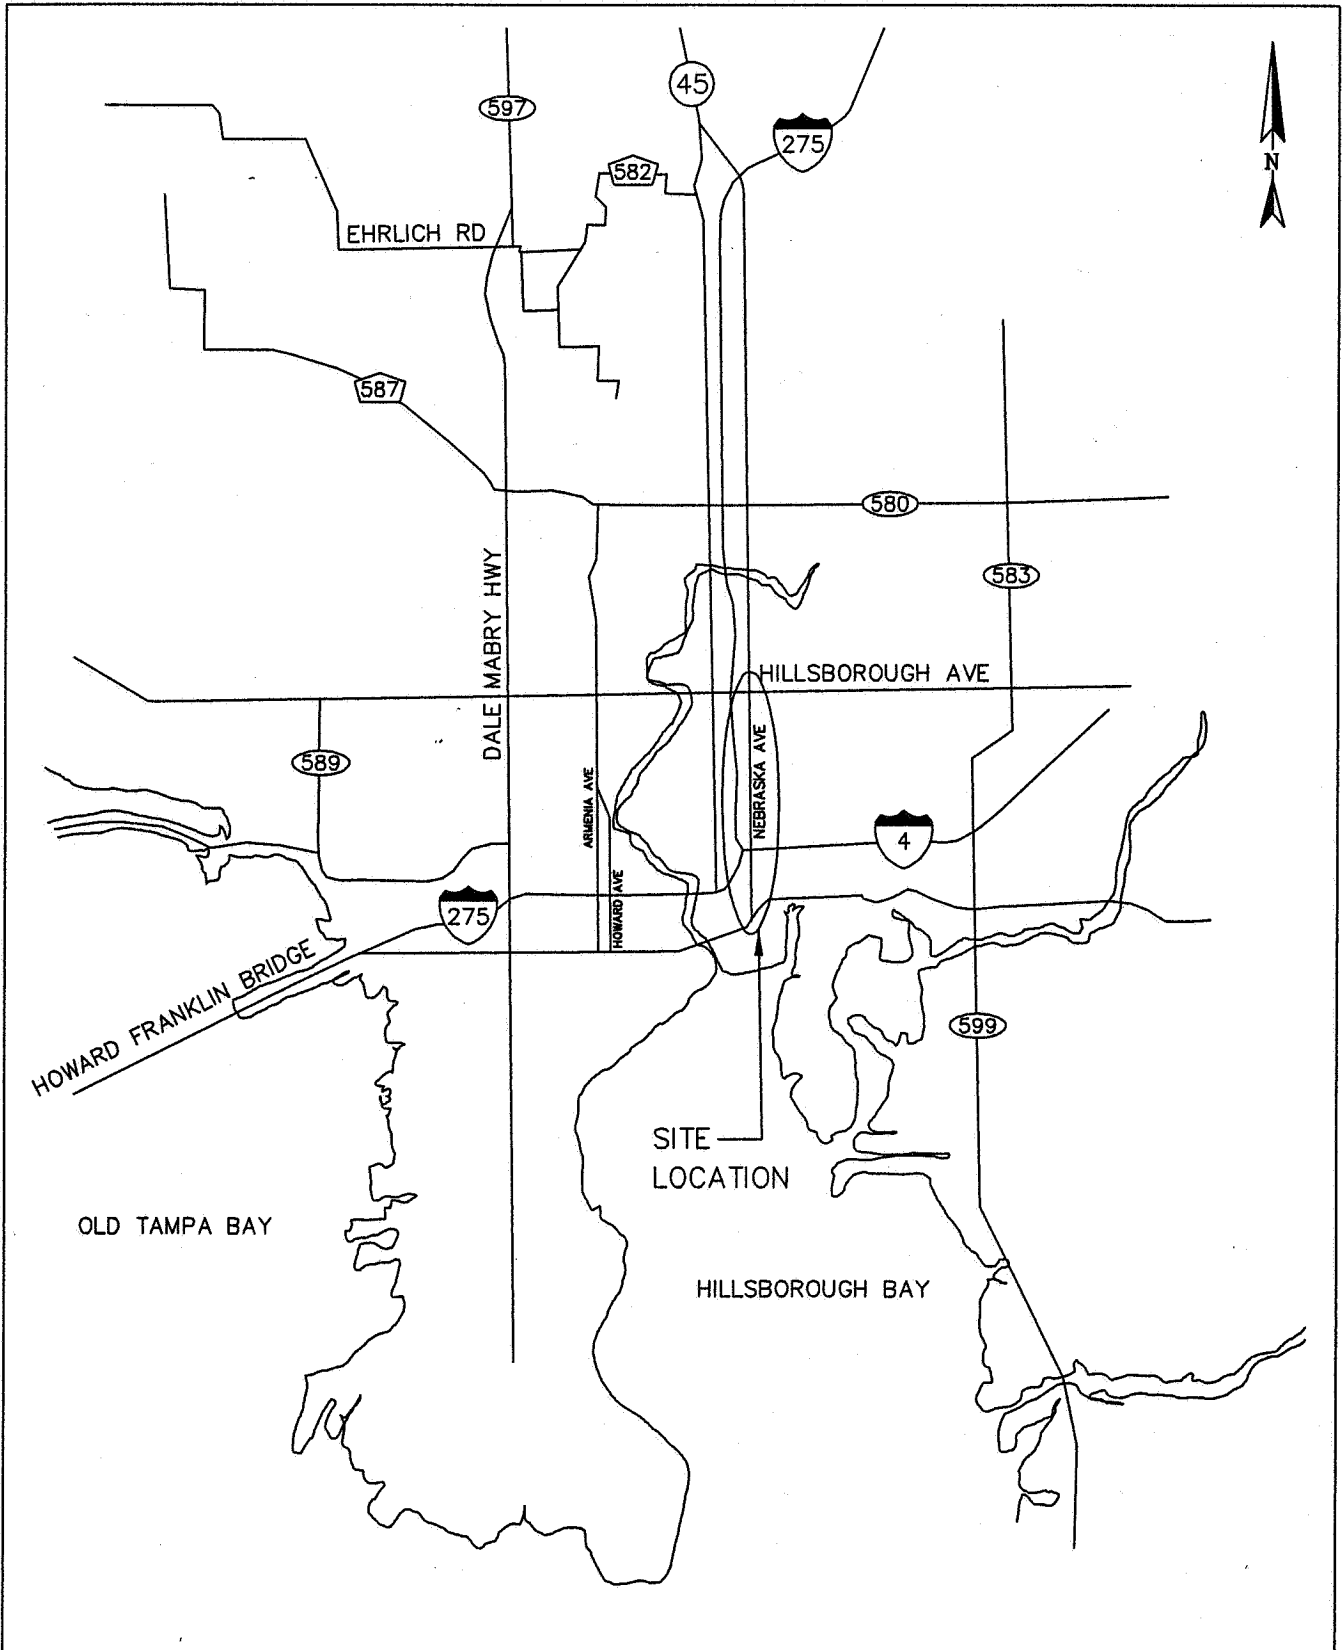 45
597
275
N
582
EHRLICH RD
587
580
583
DALE MABRY HWY
HILLSBOROUGH AVE
NEBRASKA AVE
589
ARMENIA AVE
4
HOWARD AVE
275
HOWARD FRANKLIN BRIDGE
599
SITE
LOCATION
OLD TAMPA BAY
HILLSBOROUGH BAY